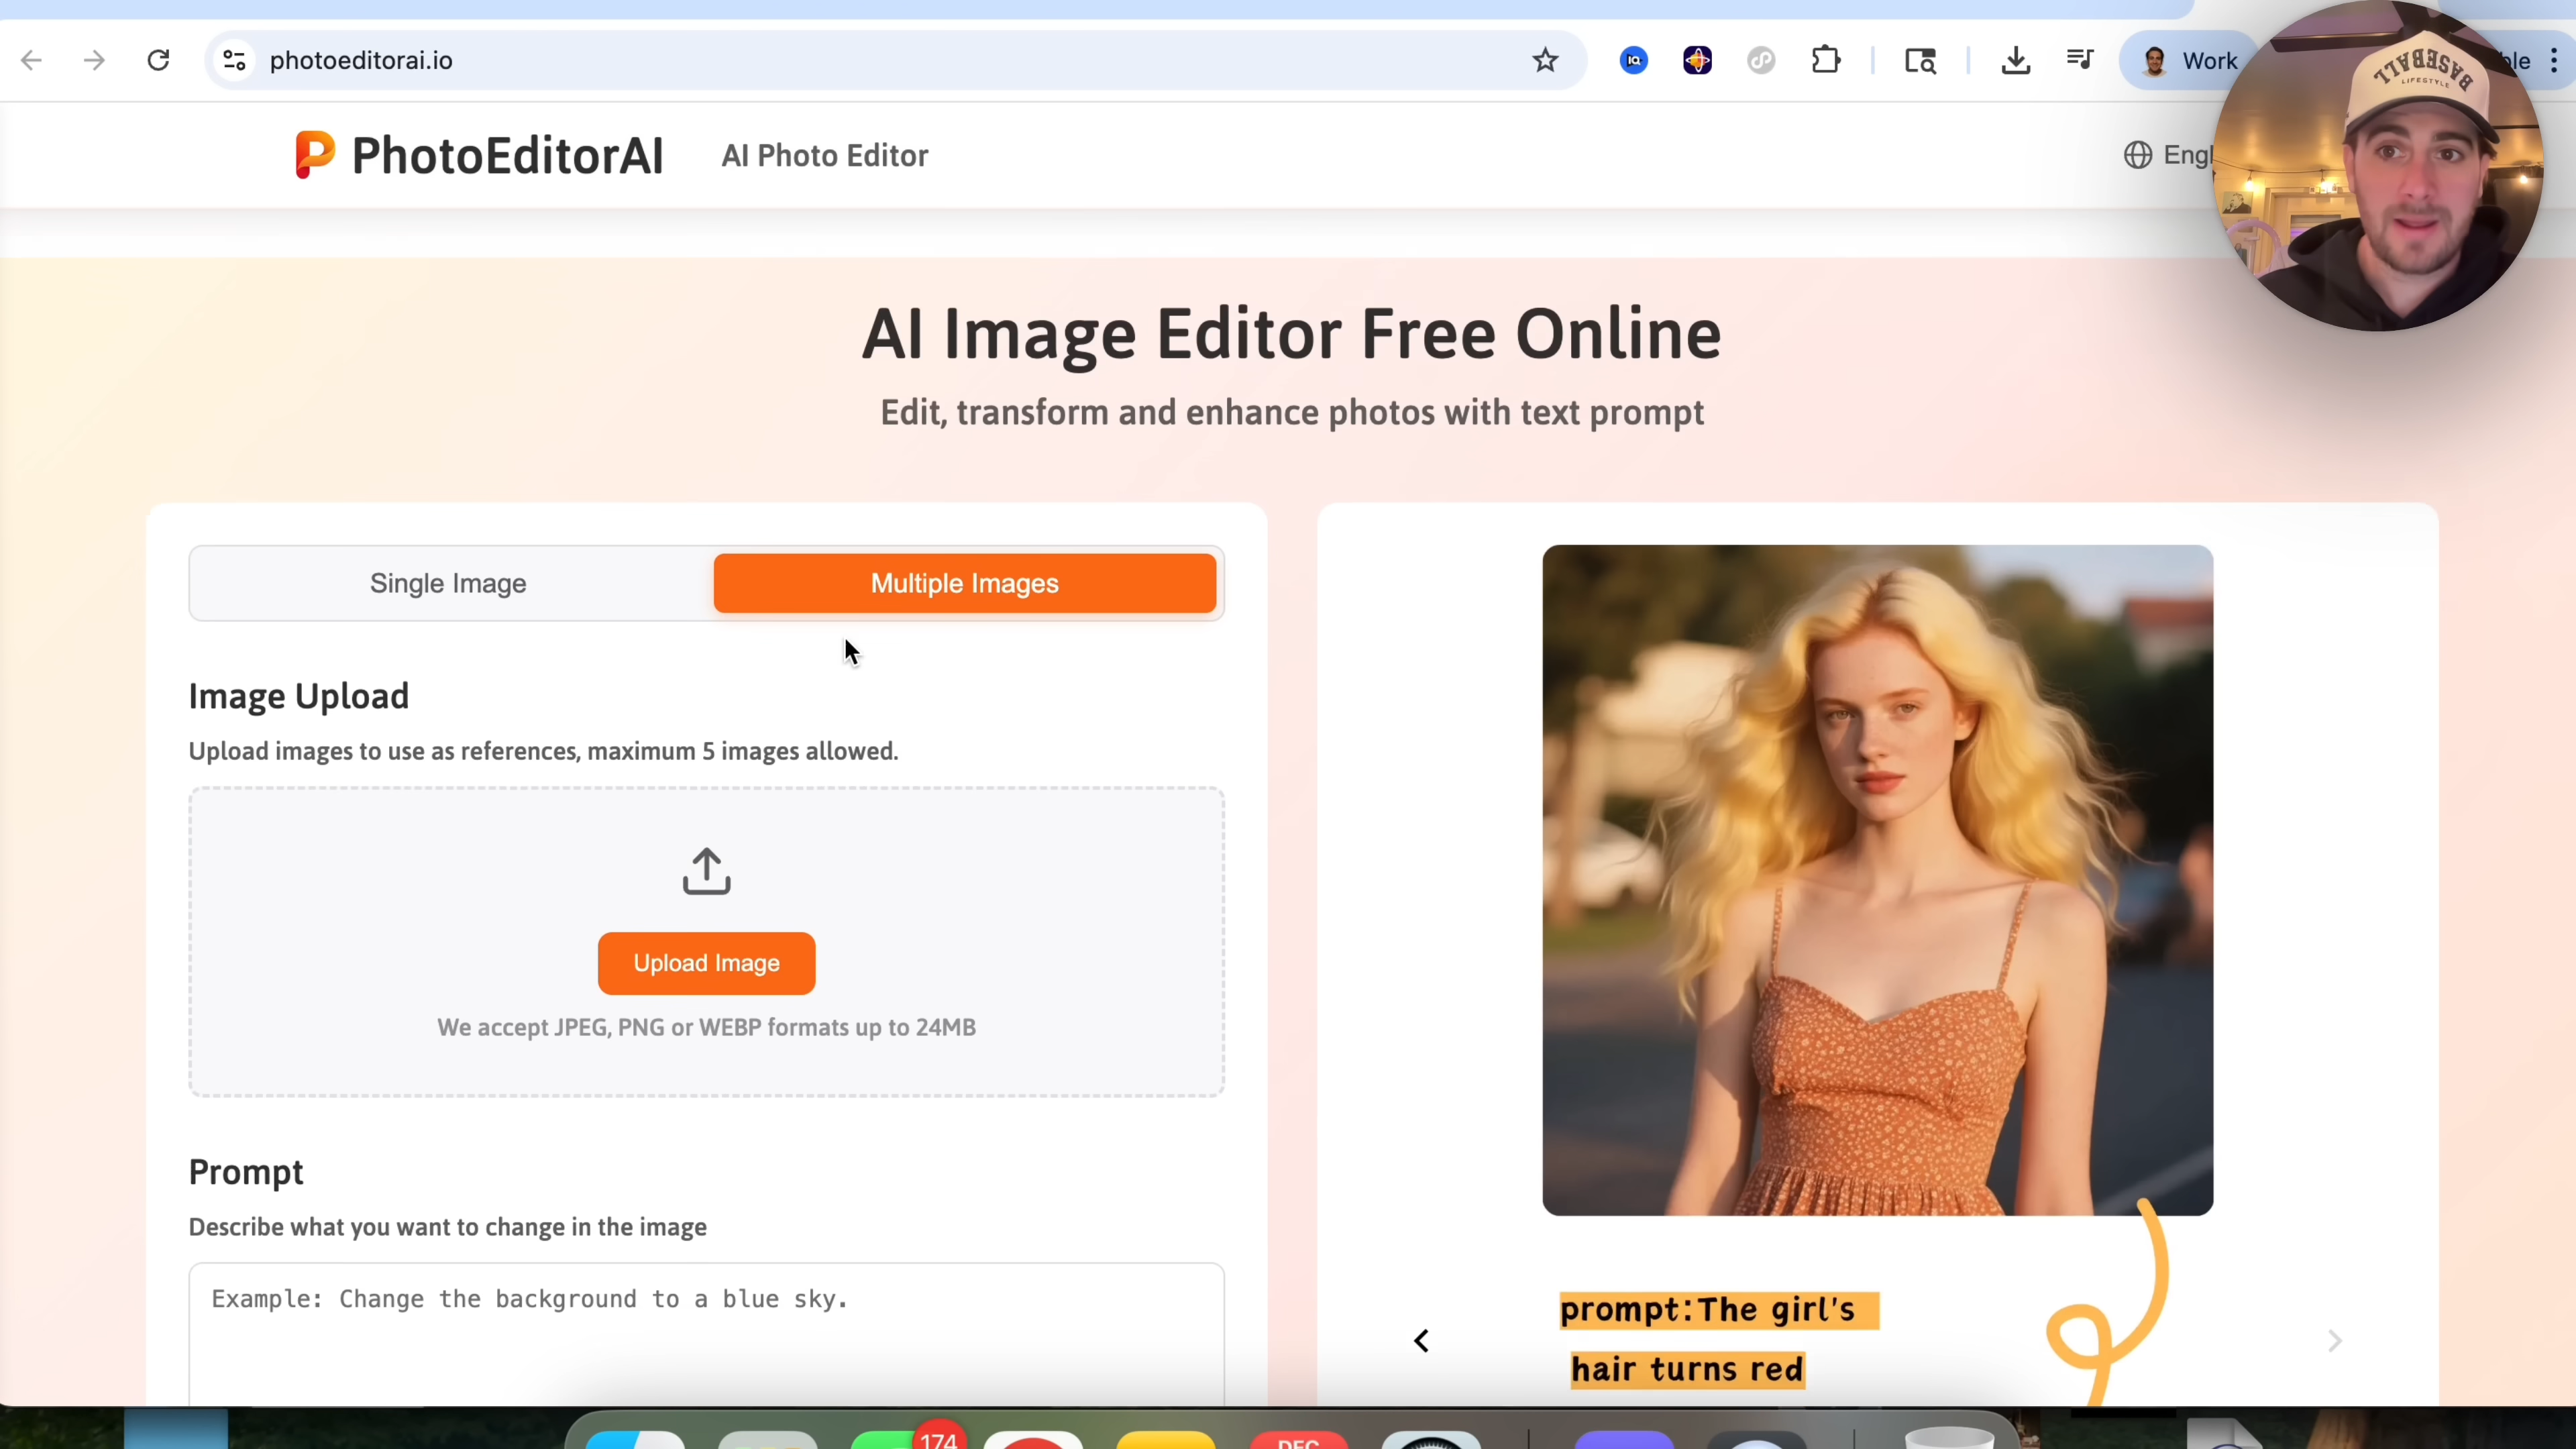 photoeditorai.io
Work
PhotoEditorAI
AI Photo Editor
BASEBALL
LIFESTYLE
AI Image Editor Free Online
Edit, transform and enhance photos with text prompt
Single Image
Multiple Images
Image Upload
Upload images to use as references, maximum 5 images allowed.
Upload Image
We accept JPEG, PNG or WEBP formats up to 24MB
Prompt
Describe what you want to change in the image
Example: Change the background to a blue sky.
prompt:The girl's
hair turns red
174
DEC